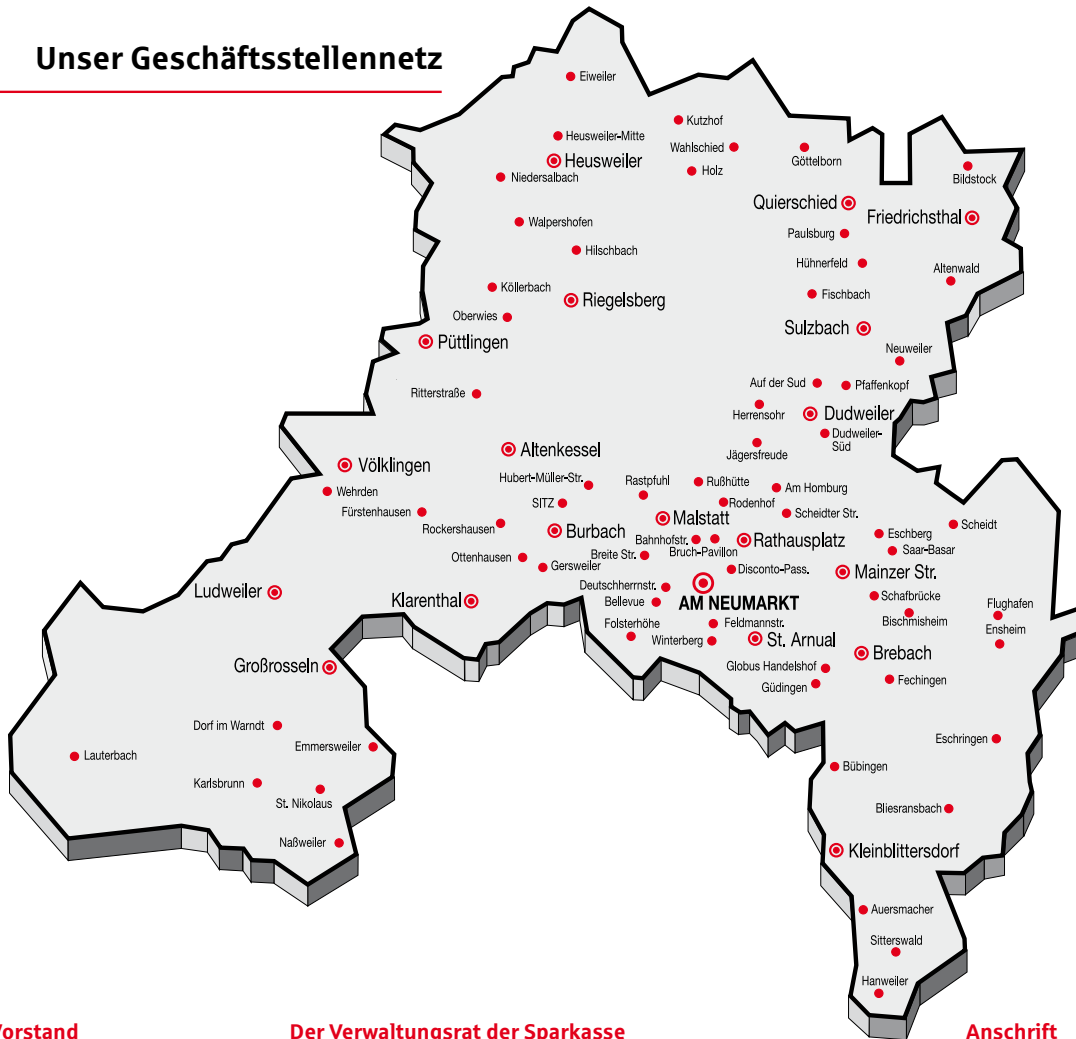 Unser Geschäftsstellennetz
Eiweiler
Kutzhof
Heusweiler-Mitte
Wahlschied
Göttelborn
Heusweiler
Holz
Bildstock
Niedersalbach
Quierschied
Friedrichsthal
Walpershofen
Paulsburg
Hilschbach
Hühnerfeld
Altenwald
Köllerbach
Fischbach
Riegelsberg
Oberwies
Sulzbach
Püttlingen
Neuweiler
Auf der Sud
Pfaffenkopf
Ritterstraße
Herrensohr
Dudweiler
Dudweiler-
Süd
Jägersfreude
Altenkessel
Völklingen
Hubert-Müller-Str.
Rastpfuhl
Rußhütte
Am Homburg
Wehrden
SITZ
Rodenhof
Fürstenhausen
Scheidter Str.
Malstatt
Rockershausen
Burbach
Scheidt
Eschberg
Bahnhofstr.
Rathausplatz
Saar-Basar
Breite Str.
Bruch-Pavillon
Ottenhausen
Gersweiler
Disconto-Pass.
Mainzer Str.
Deutschherrnstr.
Ludweiler
Klarenthal
Bellevue
AM NEUMARKT
Schafbrücke
Flughafen
Bischmisheim
Folsterhöhe
Feldmannstr.
Ensheim
Winterberg
St. Arnual
Brebach
Großrosseln
Globus Handelshof
Güdingen
Fechingen
Dorf im Warndt
Emmersweiler
Eschringen
Lauterbach
Bübingen
Karlsbrunn
St. Nikolaus
Bliesransbach
Naßweiler
Kleinblittersdorf
Auersmacher
Sitterswald
Hanweiler
Vorstand
Der Verwaltungsrat der Sparkasse
Anschrift